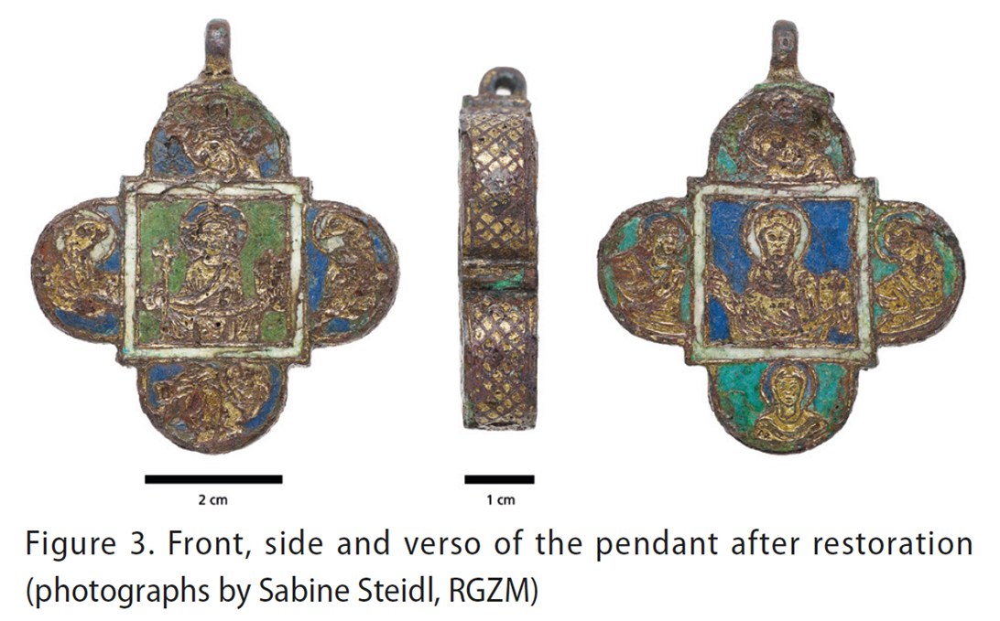 2 cm
1 cm
Figure 3. Front, side and verso of the pendant after restoration
(photographs by Sabine Steidl, RGZM)